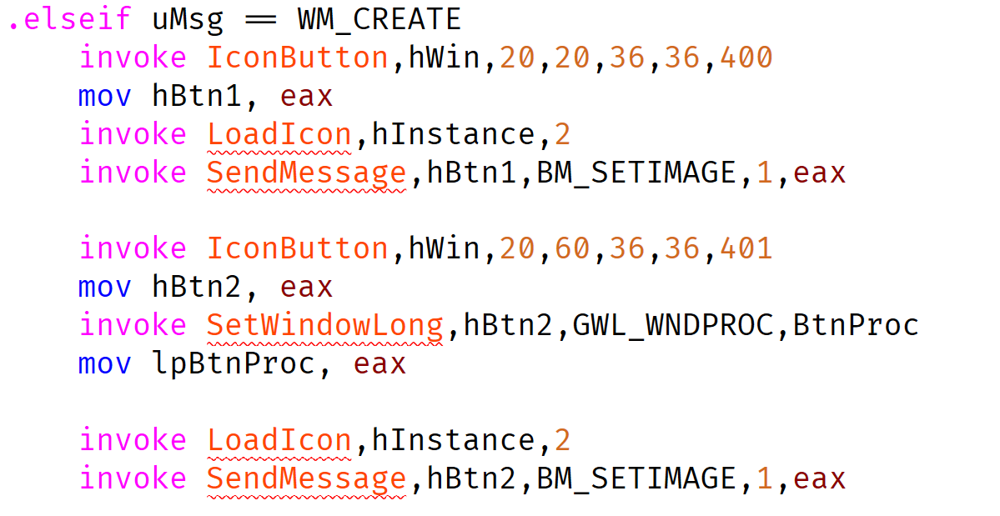 .elseif uMsg == WM_CREATE
    invoke IconButton,hWin,20,20,36,36,400
    mov hBtn1, eax
    invoke LoadIcon,hInstance,2
    invoke SendMessage,hBtn1,BM_SETIMAGE,1,eax

    invoke IconButton,hWin,20,60,36,36,401
    mov hBtn2, eax
    invoke SetWindowLong,hBtn2,GWL_WNDPROC,BtnProc
    mov lpBtnProc, eax

    invoke LoadIcon,hInstance,2
    invoke SendMessage,hBtn2,BM_SETIMAGE,1,eax